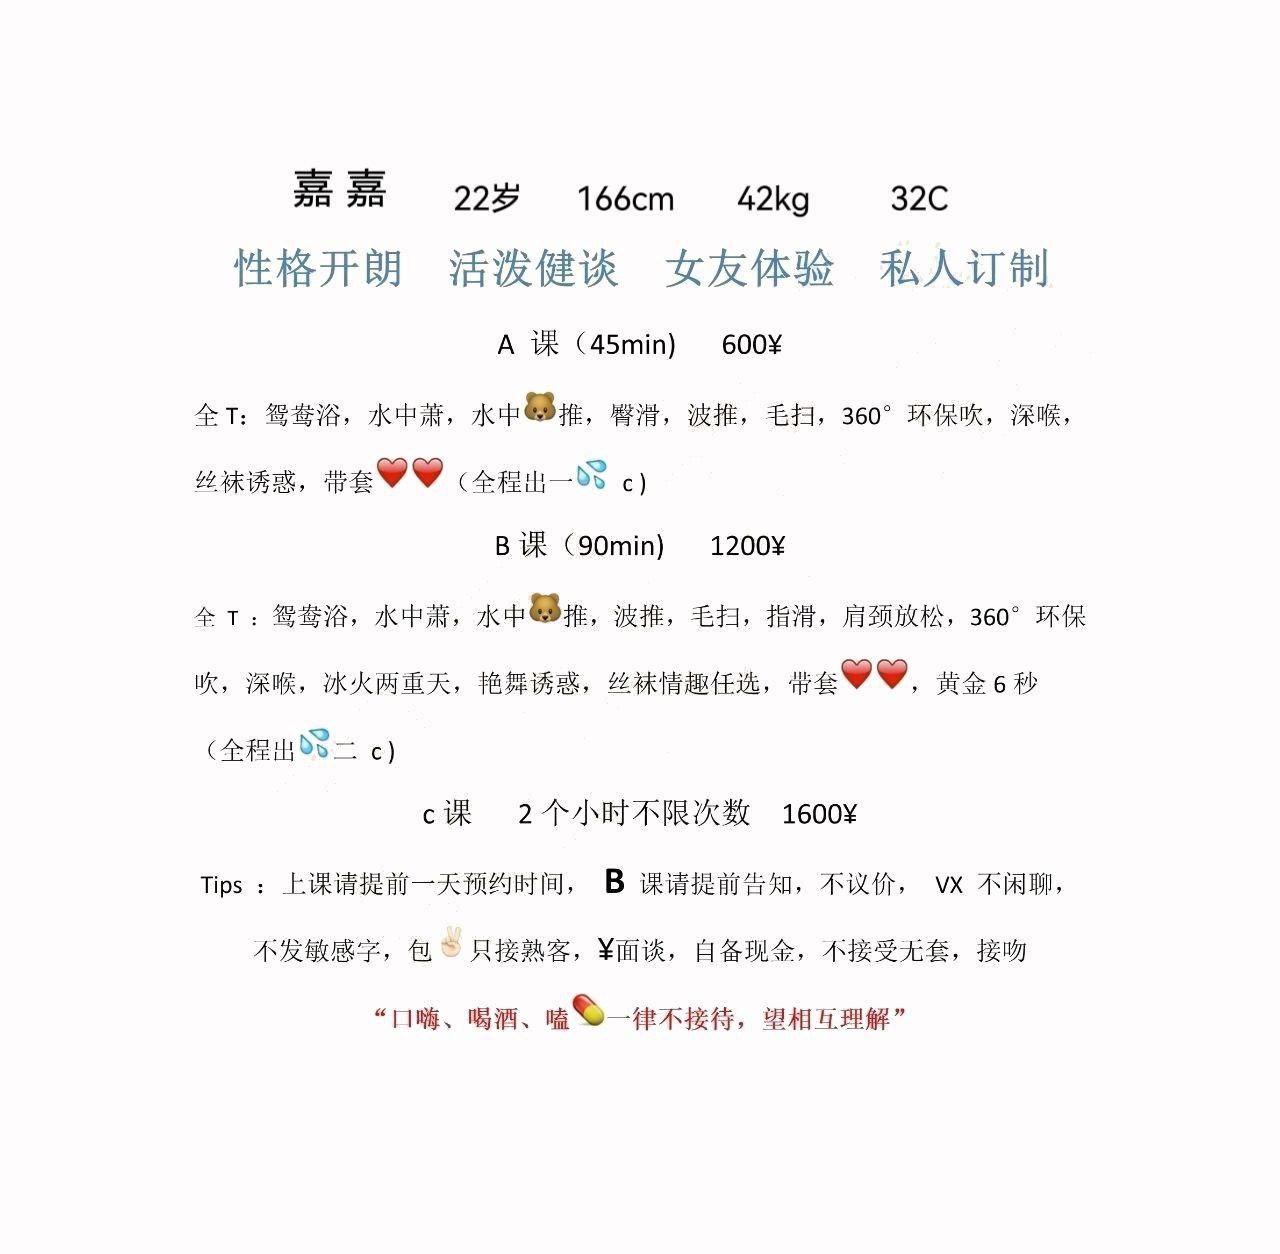 嘉嘉 22岁 166cm 42kg 32C
性格开朗 活泼健谈 女友体验 私人订制
A 课（45min) 600¥
全T：鸳鸯浴，水中萧，水中🐻推，臀滑，波推，毛扫，360°环保吹，深喉，
丝袜诱惑，带套❤️❤️（全程出一💦 c）
B 课（90min) 1200¥
全 T ：鸳鸯浴，水中萧，水中🐻推，波推，毛扫，指滑，肩颈放松，360°环保
吹，深喉，冰火两重天，艳舞诱惑，丝袜情趣任选，带套❤️❤️，黄金6秒
（全程出💦二 c）
c 课 2 个小时不限次数 1600¥
Tips ：上课请提前一天预约时间， B 课请提前告知，不议价， VX 不闲聊，
不发敏感字，包✌🏻只接熟客，¥面谈，自备现金，不接受无套，接吻
“口嗨、喝酒、嗑💊一律不接待，望相互理解”